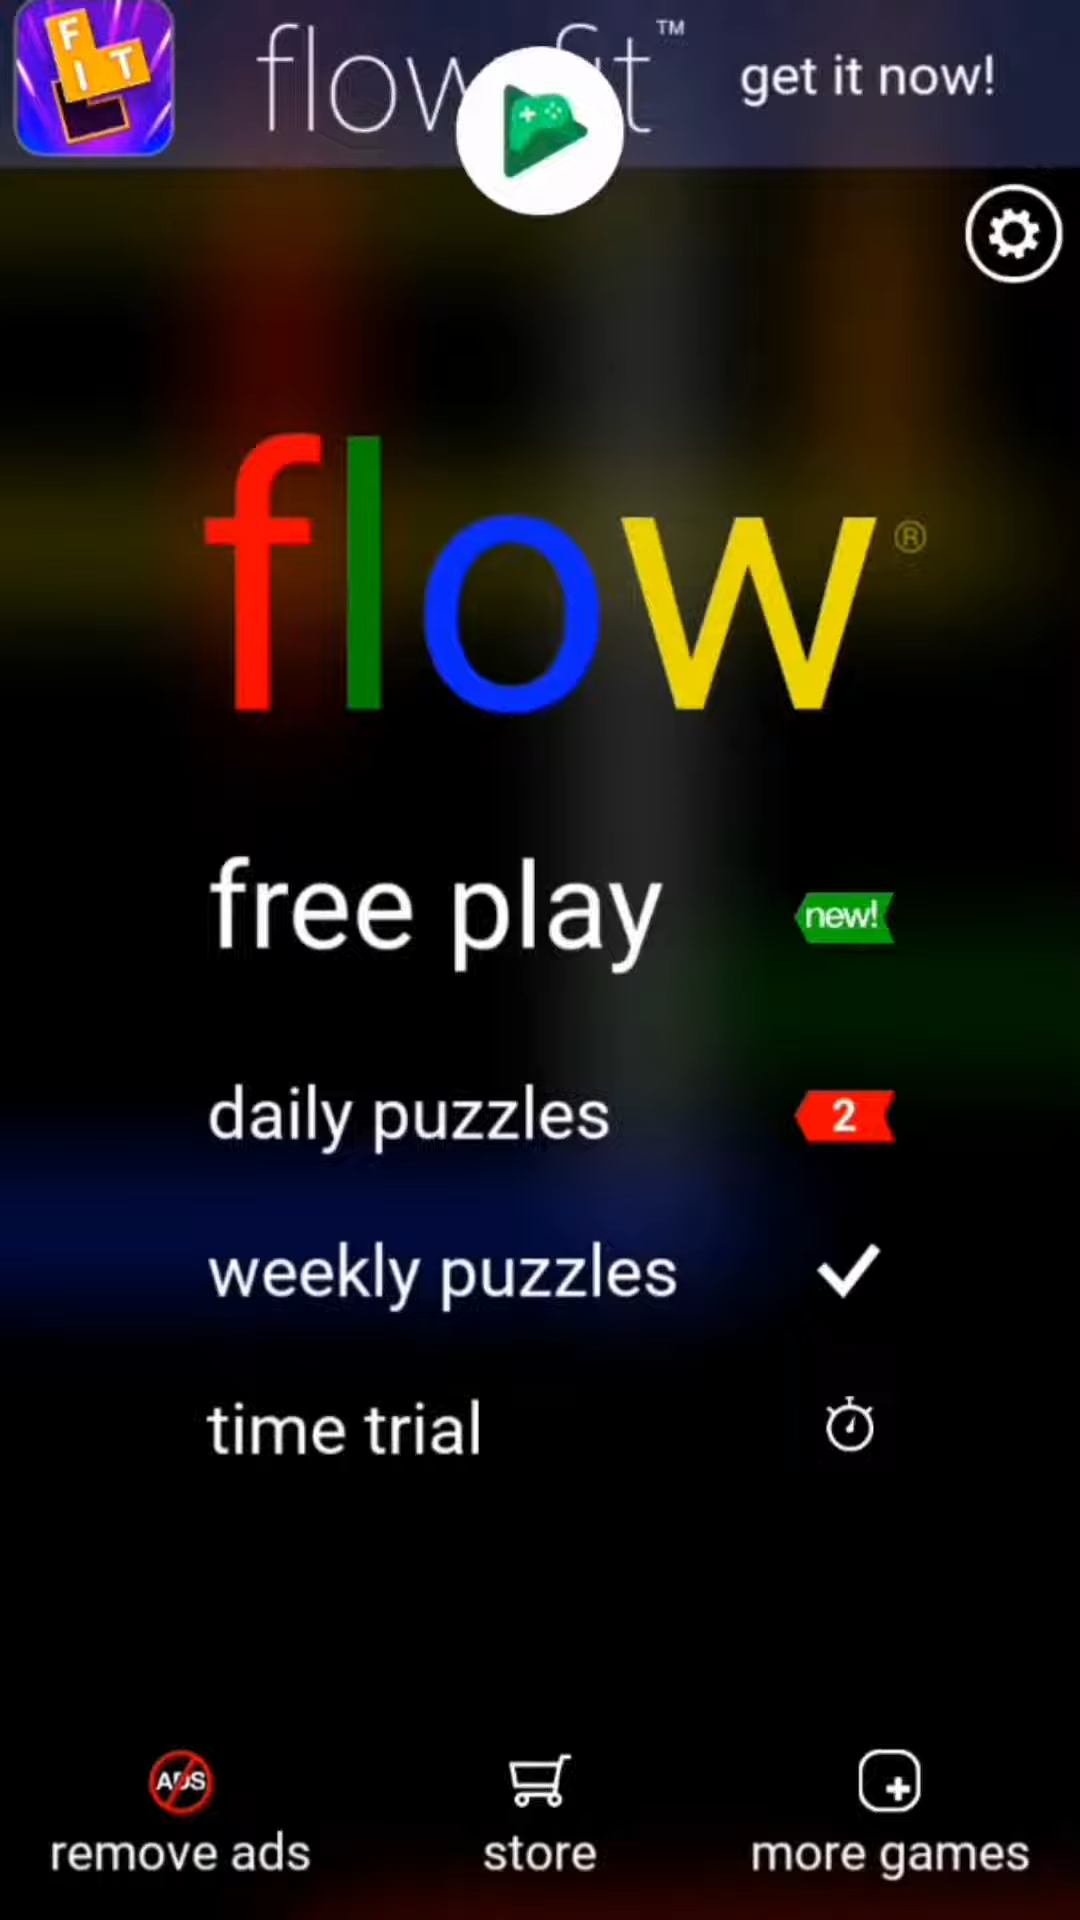 F
I T
flow fit™
get it now!
flow®
free play
new!
daily puzzles
2
weekly puzzles
time trial
ADS
remove ads
store
more games